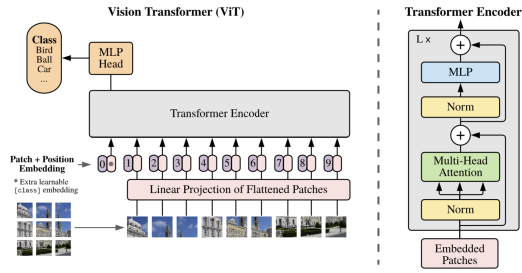 Vision Transformer (ViT)
Class
Bird
Ball
Car
...
MLP
Head
Transformer Encoder
Patch + Position
Embedding
0 * 1 2 3 4 5 6 7 8 9
* Extra learnable
[class] embedding
Linear Projection of Flattened Patches
Transformer Encoder
L x
+
MLP
Norm
+
Multi-Head
Attention
Norm
Embedded
Patches